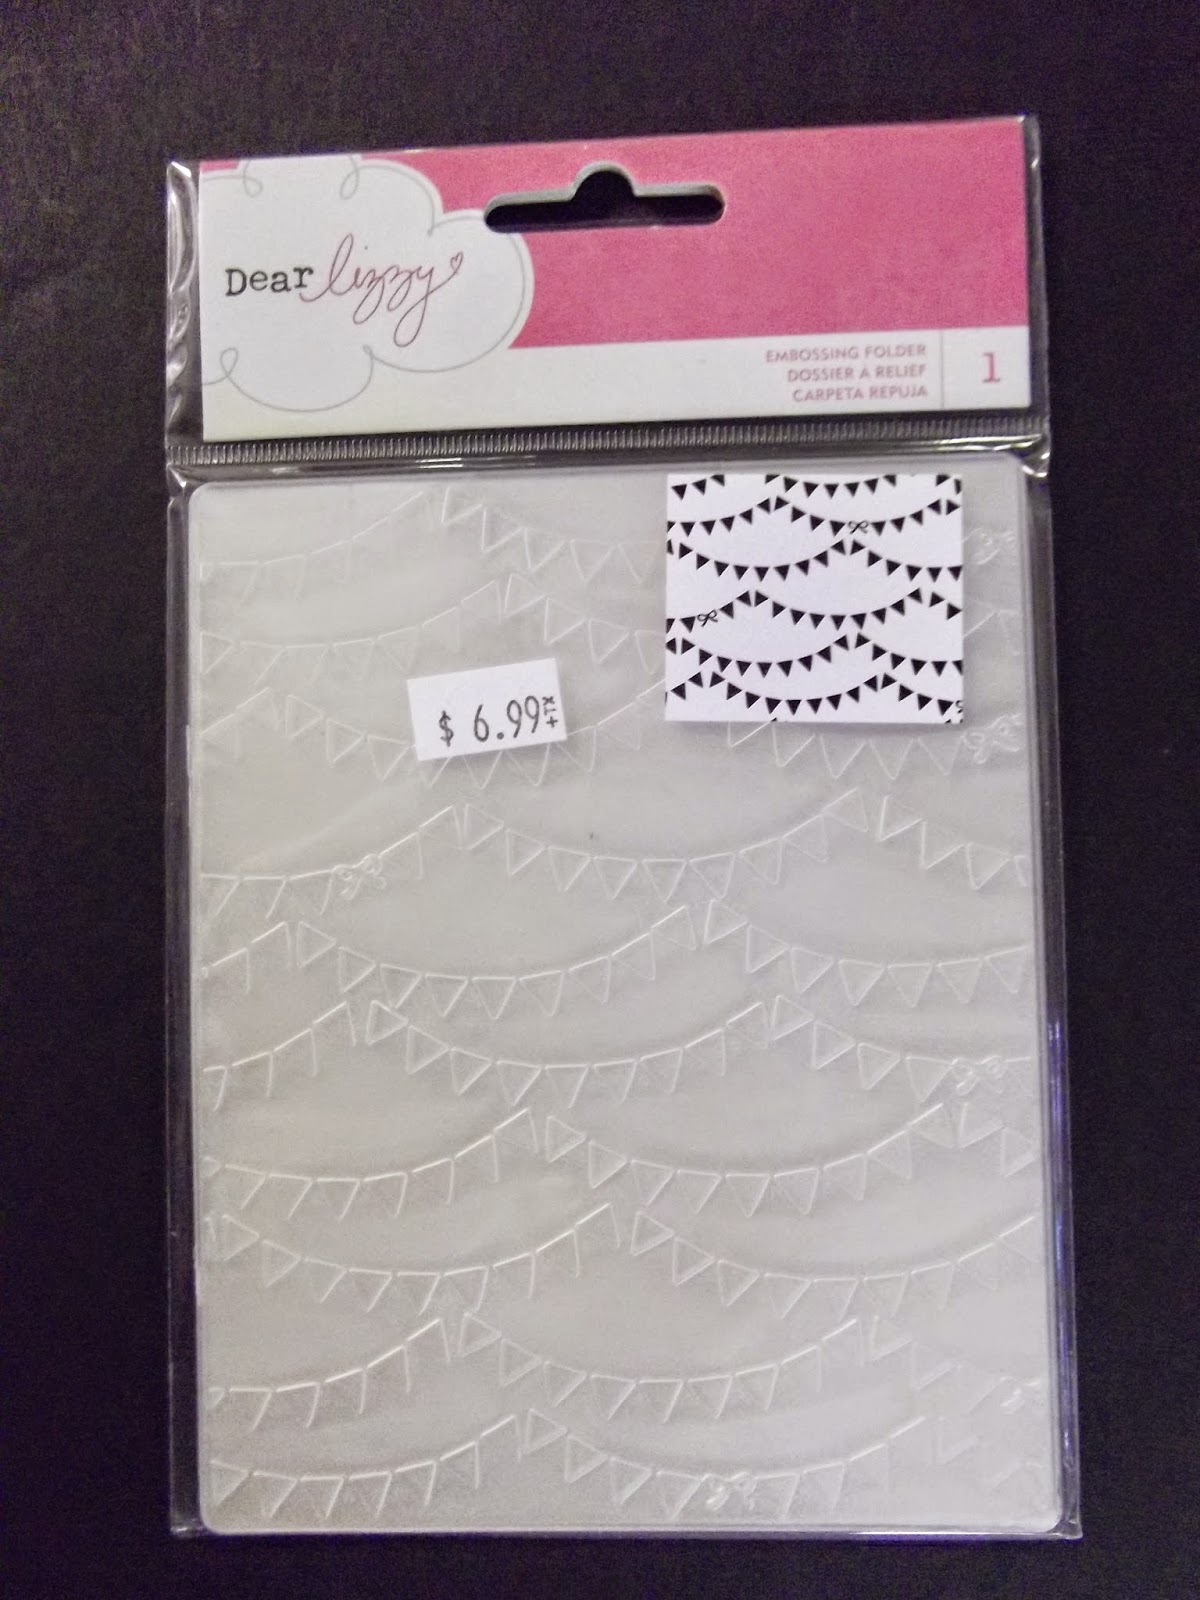 Dear lizzy
EMBOSSING FOLDER
DOSSIER A RELIEF
CARPETA REPUJA
1
$ 6.99